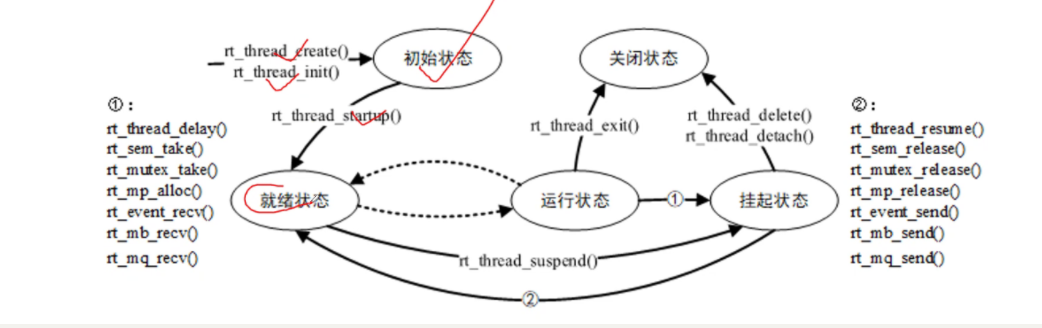 rt_thread_create()
rt_thread_init()
初始状态
关闭状态
rt_thread_startup()
rt_thread_exit()
rt_thread_delete()
rt_thread_detach()
①：
rt_thread_delay()
rt_sem_take()
rt_mutex_take()
rt_mp_alloc()
rt_event_recv()
rt_mb_recv()
rt_mq_recv()
就绪状态
运行状态
①
挂起状态
rt_thread_suspend()
②
②：
rt_thread_resume()
rt_sem_release()
rt_mutex_release()
rt_mp_release()
rt_event_send()
rt_mb_send()
rt_mq_send()